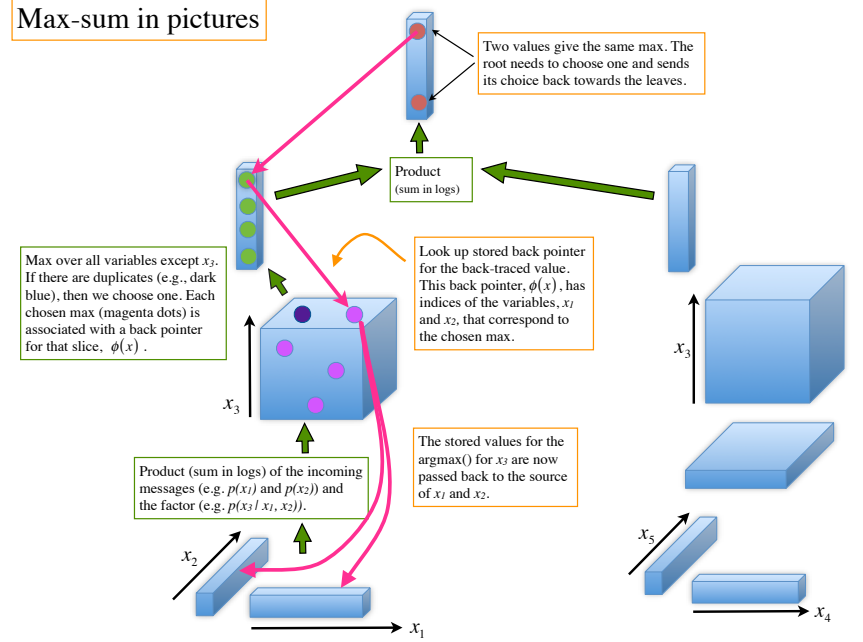 Max-sum in pictures
Two values give the same max. The
root needs to choose one and sends
its choice back towards the leaves.
Product
(sum in logs)
Max over all variables except x₃.
If there are duplicates (e.g., dark
blue), then we choose one. Each
chosen max (magenta dots) is
associated with a back pointer
for that slice, ϕ(x) .
Look up stored back pointer
for the back-traced value.
This back pointer, ϕ(x), has
indices of the variables, x₁
and x₂, that correspond to
the chosen max.
x₃
x₃
Product (sum in logs) of the incoming
messages (e.g. p(x₁) and p(x₂)) and
the factor (e.g. p(x₃ | x₁, x₂)).
The stored values for the
argmax() for x₃ are now
passed back to the source
of x₁ and x₂.
x₂
x₅
x₁
x₄